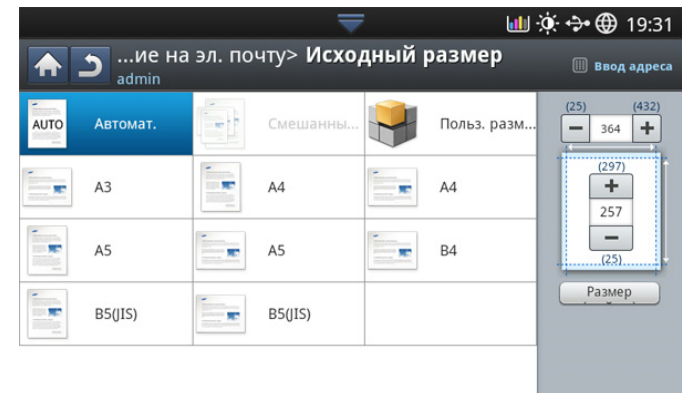 19:31
...ие на эл. почту> Исходный размер
admin
Ввод адреса
AUTO
Автомат.
Смешанны...
Польз. разм...
A3
A4
A4
A5
A5
B4
B5(JIS)
B5(JIS)
(25)
(432)
364
(297)
257
(25)
Размер